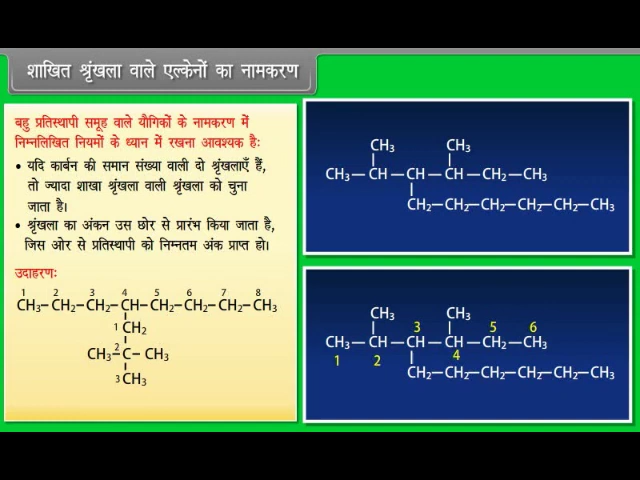 शाखित श्रृंखला वाले एल्केनों का नामकरण
बहु प्रतिस्थापी समूह वाले यौगिकों के नामकरण में
निम्नलिखित नियमों के ध्यान में रखना आवश्यक हैः
• यदि कार्बन की समान संख्या वाली दो श्रृंखलाएँ हैं,
तो ज्यादा शाखा श्रृंखला वाली श्रृंखला को चुना
जाता है।
• श्रृंखला का अंकन उस छोर से प्रारंभ किया जाता है,
जिस ओर से प्रतिस्थापी को निम्नतम अंक प्राप्त हो।
उदाहरणः
1 2 3 4 5 6 7 8
CH₃–CH₂–CH₂–CH–CH₂–CH₂–CH₂–CH₃
1 CH₂
CH₃–2 C–CH₃
3 CH₃
CH₃ CH₃
CH₃—CH—CH—CH—CH₂—CH₃
CH₂–CH₂–CH₂–CH₂–CH₂–CH₃
CH₃ CH₃
3 5 6
CH₃—CH—CH—CH—CH₂—CH₃
1 2 4
CH₂–CH₂–CH₂–CH₂–CH₂–CH₃